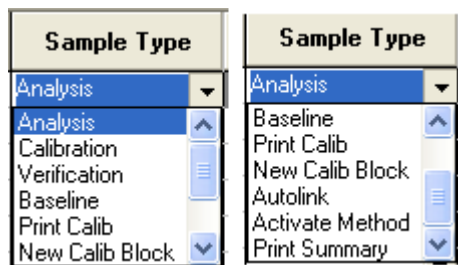 Sample Type
Analysis
Analysis
Calibration
Verification
Baseline
Print Calib
New Calib Block
Sample Type
Analysis
Baseline
Print Calib
New Calib Block
Autolink
Activate Method
Print Summary